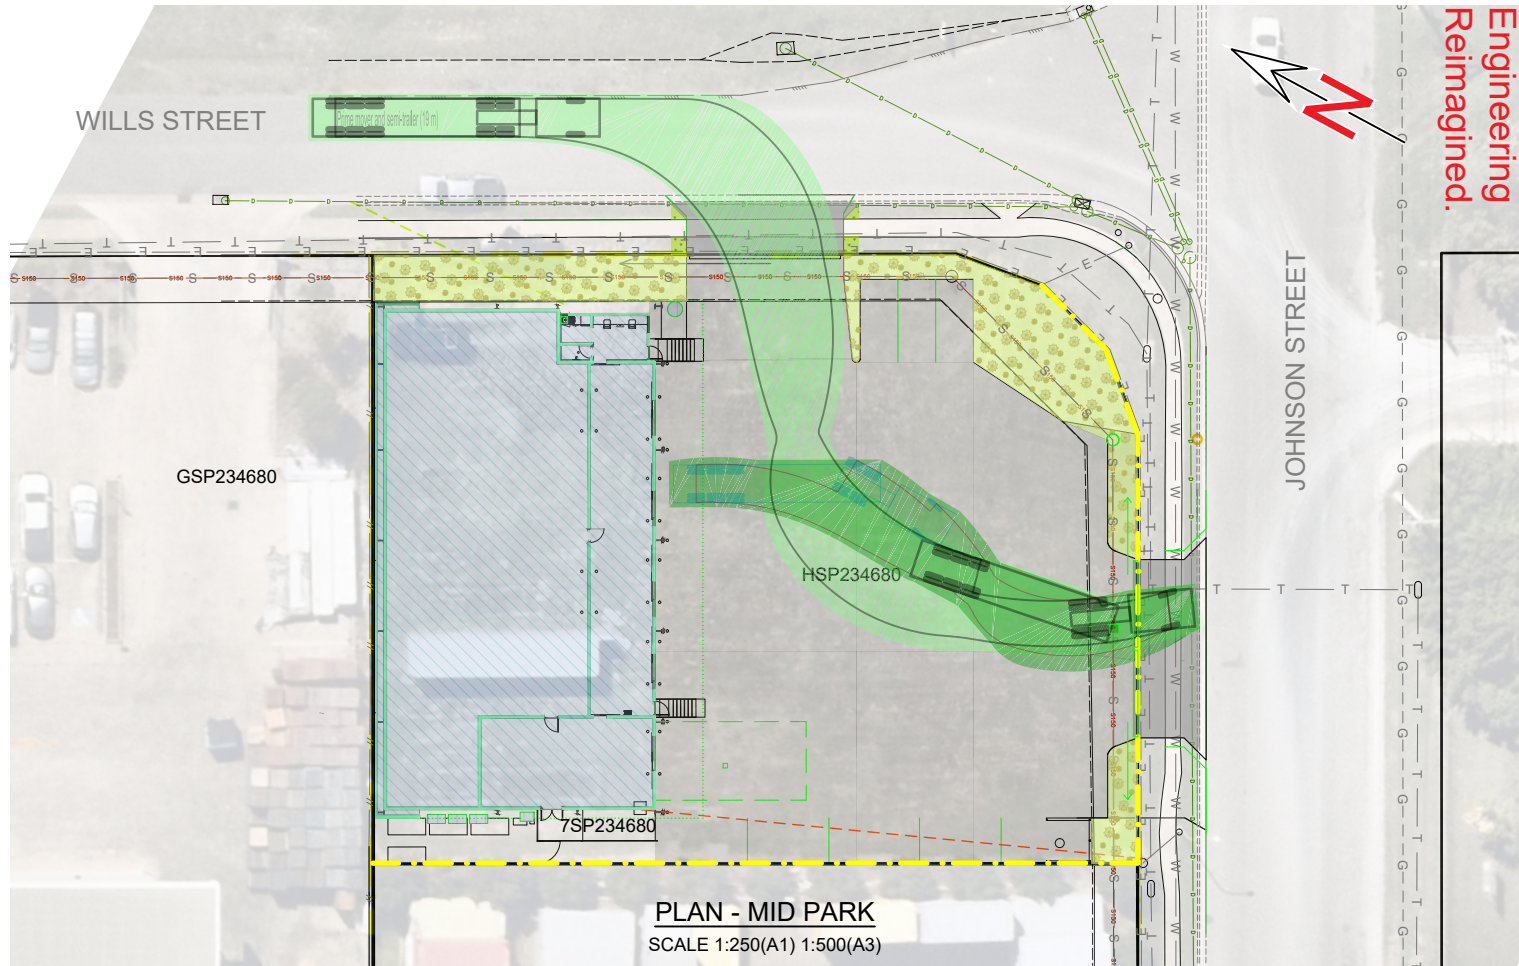 Engineering
Reimagined.
WILLS STREET
Prime mover and semi-trailer (19 m)
N
JOHNSON STREET
GSP234680
HSP234680
7SP234680
PLAN - MID PARK
SCALE 1:250(A1) 1:500(A3)